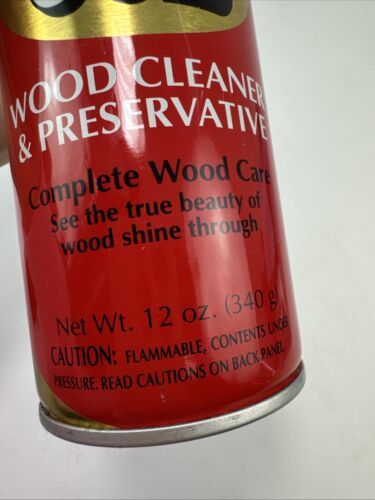 WOOD CLEANER
& PRESERVATIVE
Complete Wood Care
See the true beauty of
wood shine through
Net Wt. 12 oz. (340 g)
CAUTION: FLAMMABLE, CONTENTS UNDER
PRESSURE. READ CAUTIONS ON BACK PANEL.